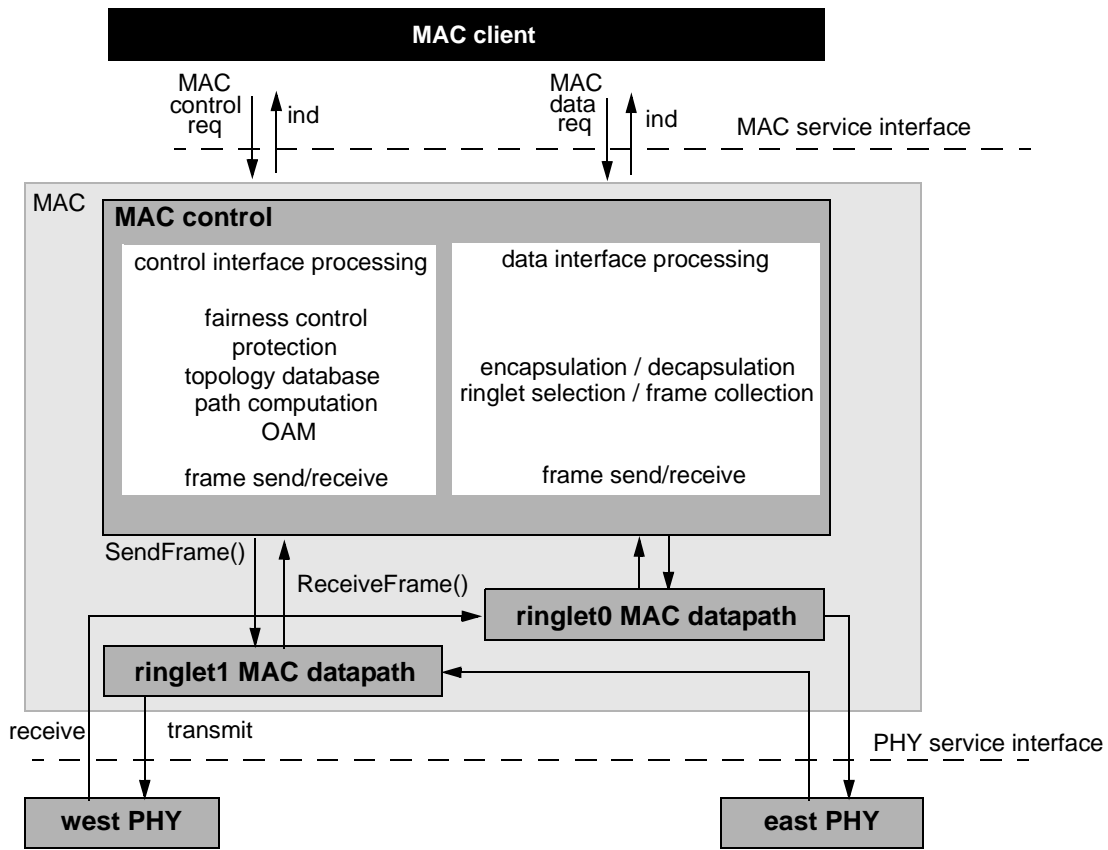 MAC client
MAC
control
req
ind
MAC
data
req
ind
MAC service interface
MAC
MAC control
control interface processing
fairness control
protection
topology database
path computation
OAM
frame send/receive
data interface processing
encapsulation / decapsulation
ringlet selection / frame collection
frame send/receive
SendFrame()
ReceiveFrame()
ringlet0 MAC datapath
ringlet1 MAC datapath
receive
transmit
PHY service interface
west PHY
east PHY